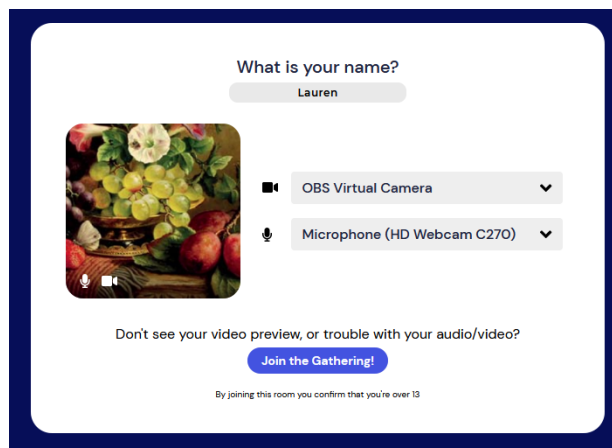 What is your name?
Lauren
OBS Virtual Camera
Microphone (HD Webcam C270)
Don't see your video preview, or trouble with your audio/video?
Join the Gathering!
By joining this room you confirm that you're over 13